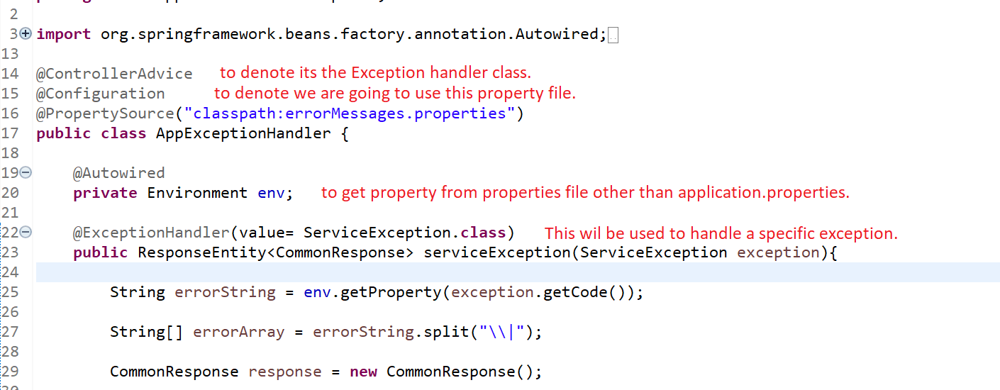 2
3 import org.springframework.beans.factory.annotation.Autowired;
13
14 @ControllerAdvice to denote its the Exception handler class.
15 @Configuration to denote we are going to use this property file.
16 @PropertySource("classpath:errorMessages.properties")
17 public class AppExceptionHandler {
18
19 @Autowired
20 private Environment env; to get property from properties file other than application.properties.
21
22 @ExceptionHandler(value= ServiceException.class) This wil be used to handle a specific exception.
23 public ResponseEntity<CommonResponse> serviceException(ServiceException exception){
24
25 String errorString = env.getProperty(exception.getCode());
26
27 String[] errorArray = errorString.split("\\|");
28
29 CommonResponse response = new CommonResponse();